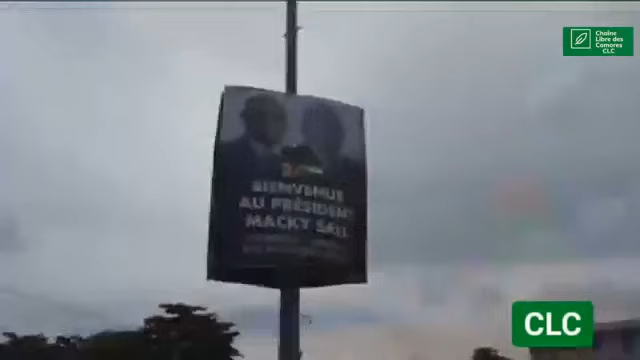 Chaîne
Libre des
Comores
CLC
BIENVENUE
AU PRÉSIDENT
MACKY SALL
CLC